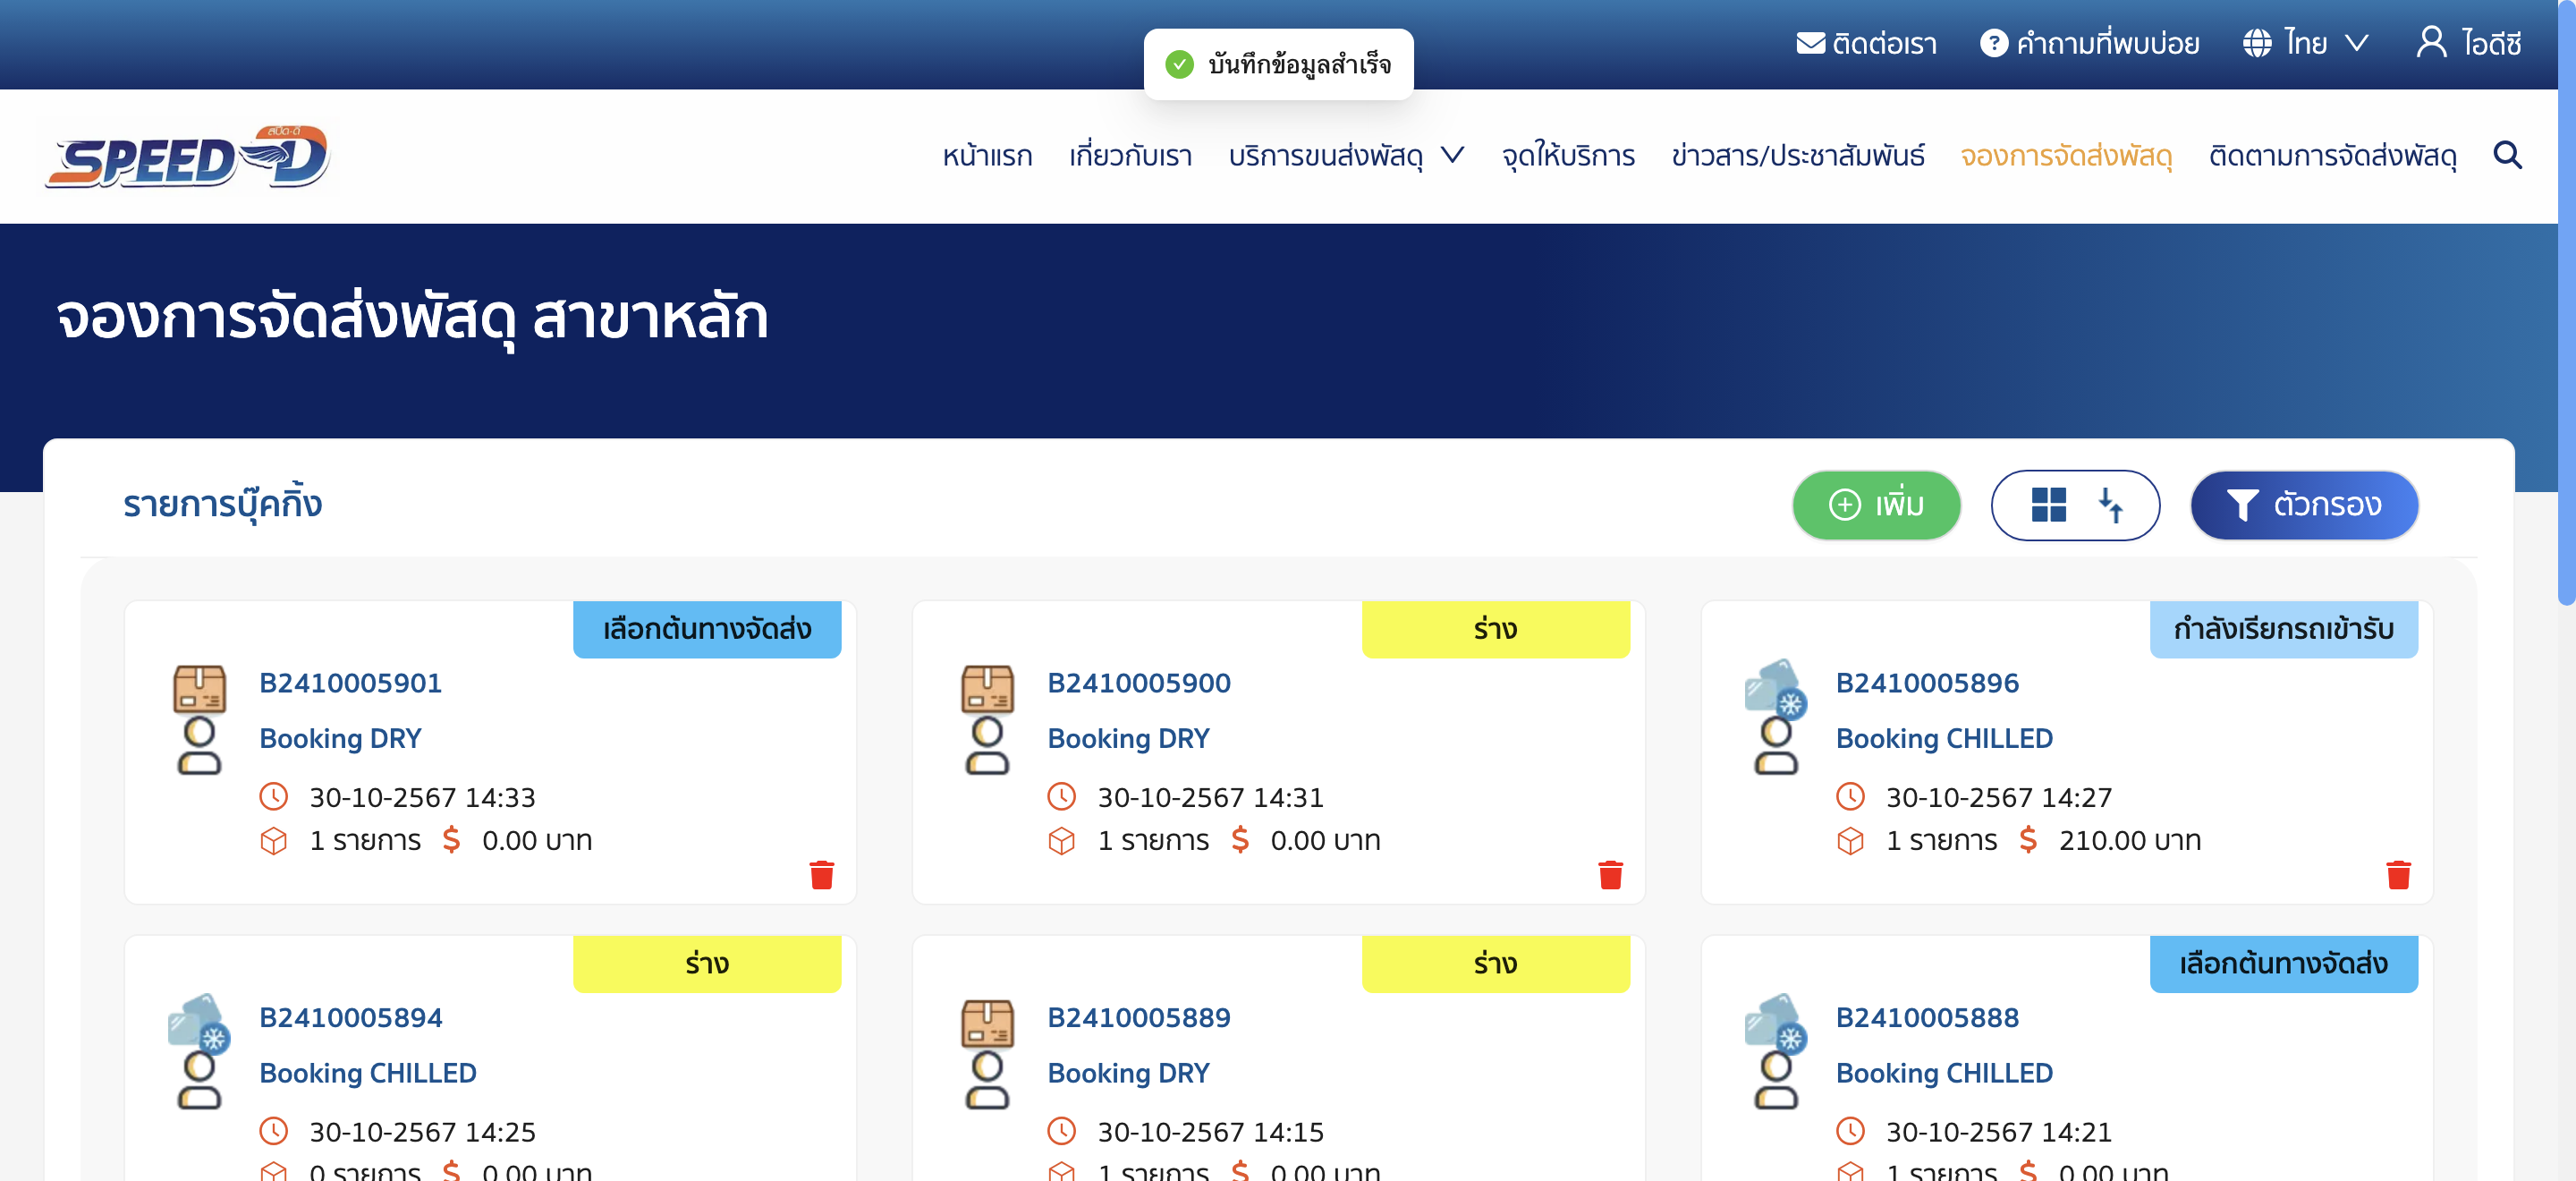 ติดต่อเรา
คำถามที่พบบ่อย
ไทย
ไอดีซี
บันทึกข้อมูลสำเร็จ
สปีด-ดี
SPEED-D
หน้าแรก
เกี่ยวกับเรา
บริการขนส่งพัสดุ
จุดให้บริการ
ข่าวสาร/ประชาสัมพันธ์
จองการจัดส่งพัสดุ
ติดตามการจัดส่งพัสดุ
จองการจัดส่งพัสดุ สาขาหลัก
รายการบุ๊คกิ้ง
เพิ่ม
ตัวกรอง
เลือกต้นทางจัดส่ง
B2410005901
Booking DRY
30-10-2567 14:33
1 รายการ $ 0.00 บาท
ร่าง
B2410005900
Booking DRY
30-10-2567 14:31
1 รายการ $ 0.00 บาท
กำลังเรียกรถเข้ารับ
B2410005896
Booking CHILLED
30-10-2567 14:27
1 รายการ $ 210.00 บาท
ร่าง
B2410005894
Booking CHILLED
30-10-2567 14:25
0 รายการ $ 0.00 บาท
ร่าง
B2410005889
Booking DRY
30-10-2567 14:15
1 รายการ $ 0.00 บาท
เลือกต้นทางจัดส่ง
B2410005888
Booking CHILLED
30-10-2567 14:21
1 รายการ $ 0.00 บาท